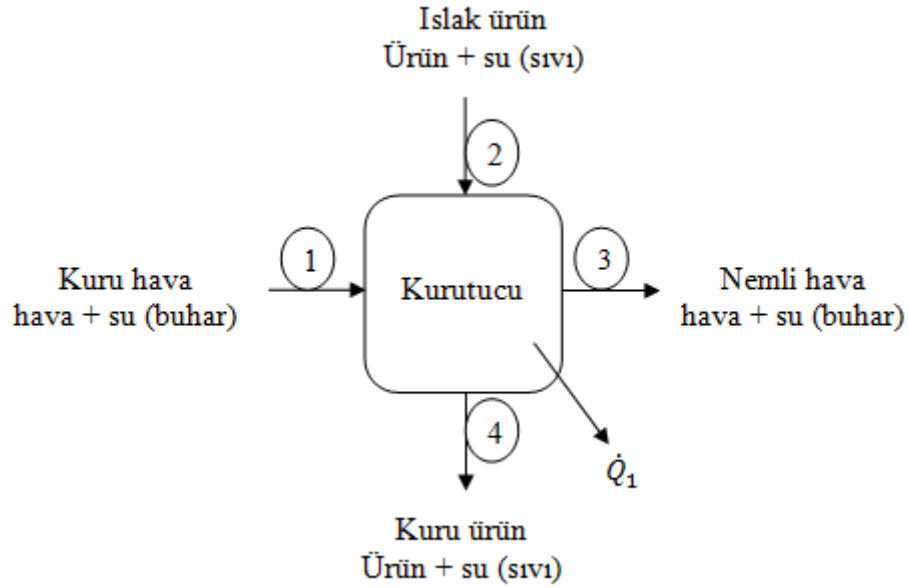 Islak ürün
Ürün + su (sıvı)
2
1
3
Kuru hava
hava + su (buhar)
Kurutucu
Nemli hava
hava + su (buhar)
4
Q̇₁
Kuru ürün
Ürün + su (sıvı)